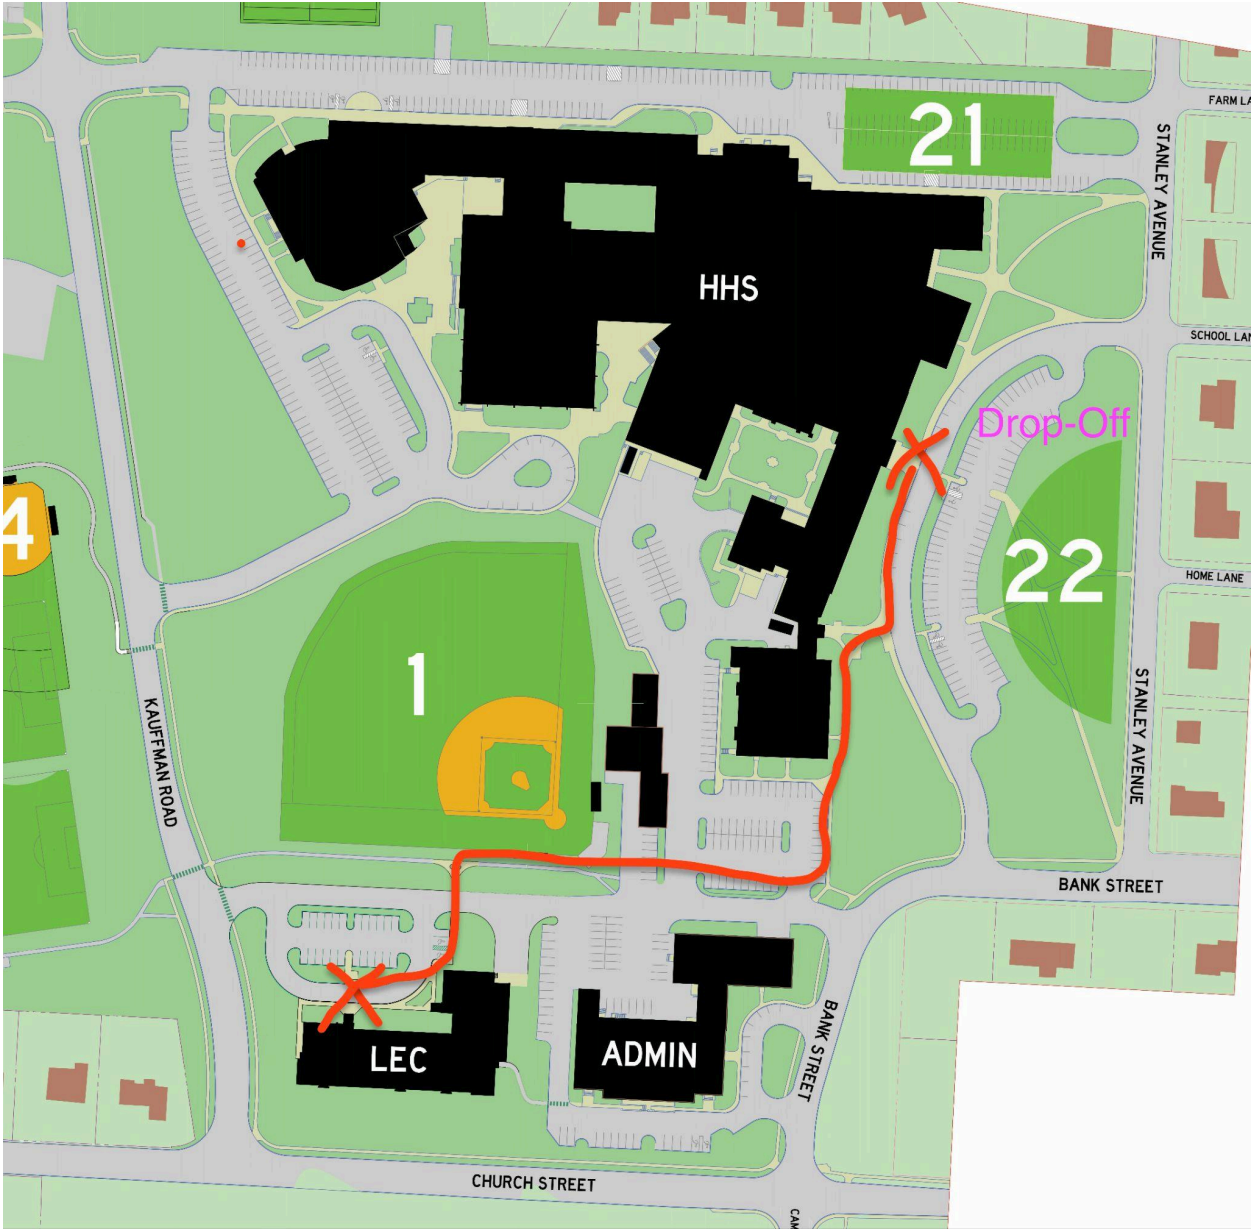 21
FARM LA
STANLEY AVENUE
HHS
SCHOOL LAN
Drop-Off
4
22
HOME LANE
1
KAUFFMAN ROAD
STANLEY AVENUE
BANK STREET
BANK STREET
LEC
ADMIN
CHURCH STREET
CAM